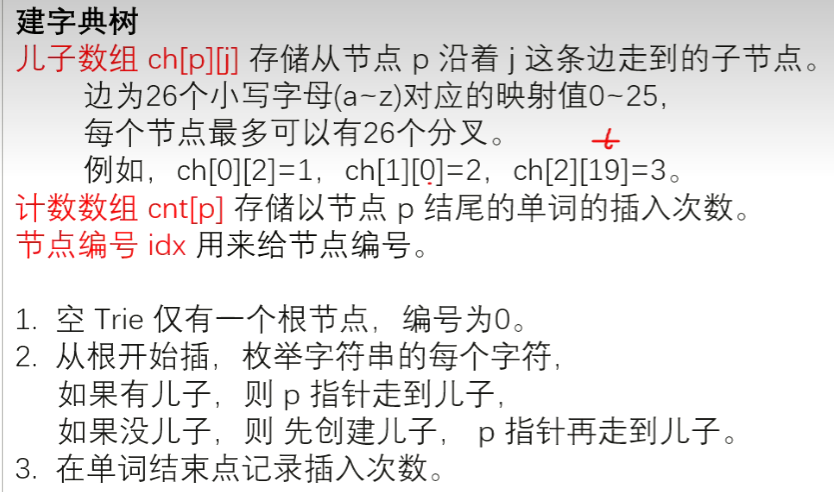 建字典树
儿子数组 ch[p][j] 存储从节点 p 沿着 j 这条边走到的子节点。
边为26个小写字母(a~z)对应的映射值0~25,
每个节点最多可以有26个分叉。
t
例如，ch[0][2]=1，ch[1][0]=2，ch[2][19]=3。
计数数组 cnt[p] 存储以节点 p 结尾的单词的插入次数。
节点编号 idx 用来给节点编号。
1. 空 Trie 仅有一个根节点，编号为0。
2. 从根开始插，枚举字符串的每个字符，
如果有儿子，则 p 指针走到儿子，
如果没儿子，则 先创建儿子， p 指针再走到儿子。
3. 在单词结束点记录插入次数。